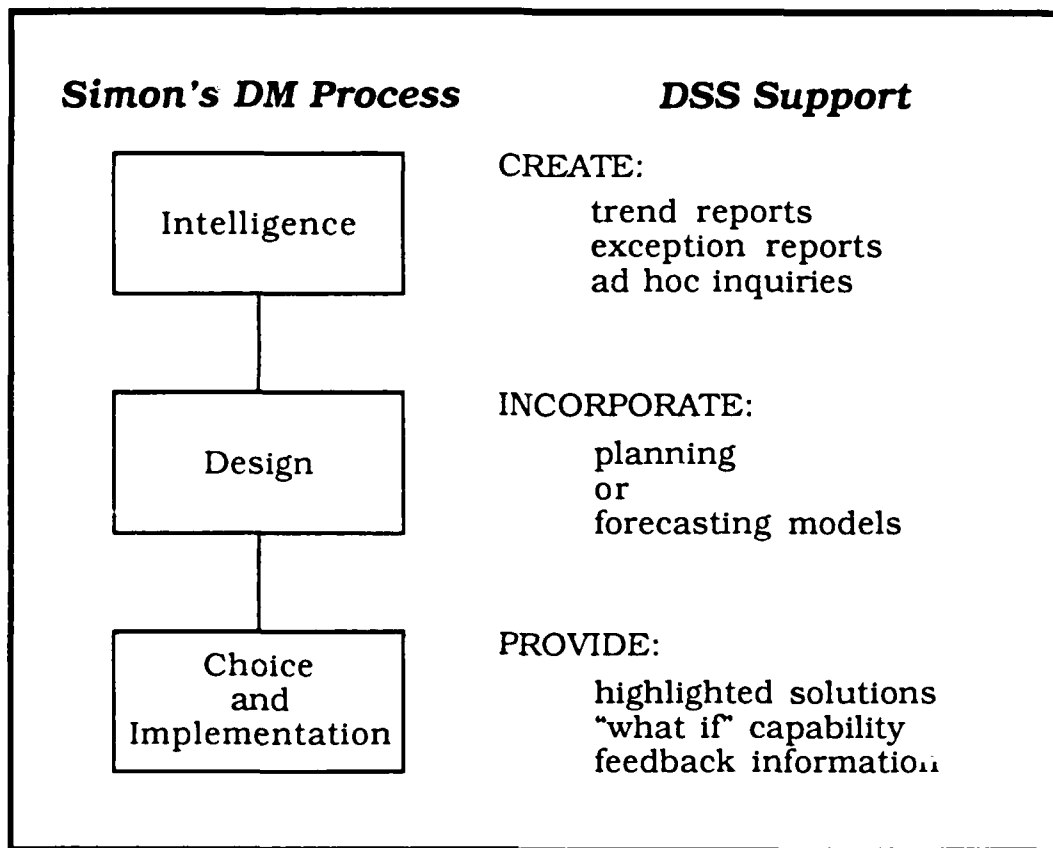 Simon's DM Process
DSS Support
Intelligence
CREATE:
trend reports
exception reports
ad hoc inquiries
Design
INCORPORATE:
planning
or
forecasting models
Choice
and
Implementation
PROVIDE:
highlighted solutions
"what if" capability
feedback information